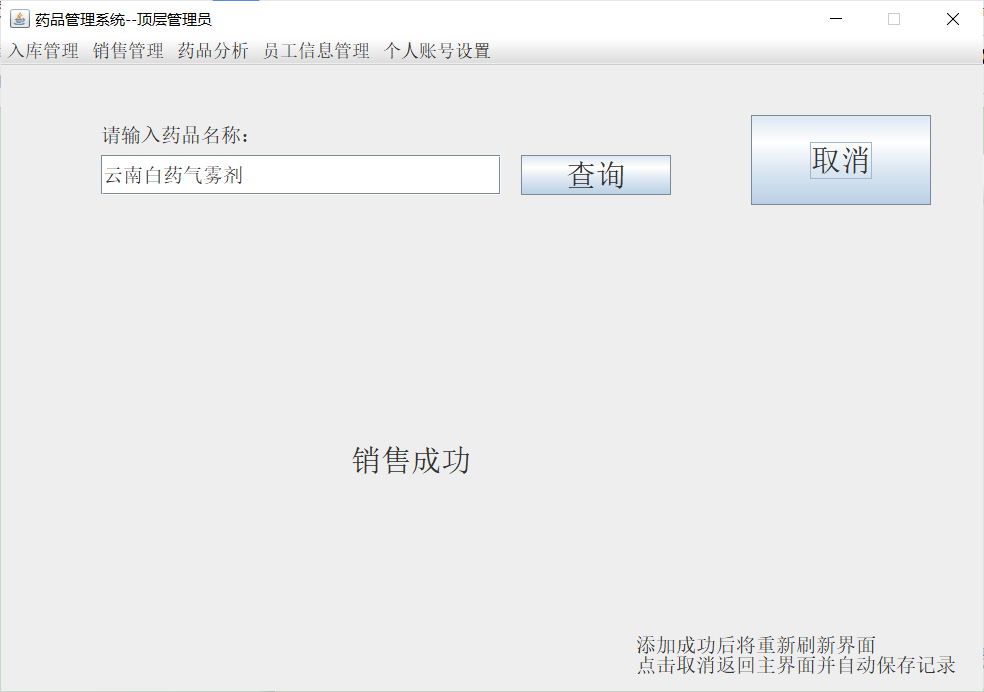 药品管理系统--顶层管理员
入库管理 销售管理 药品分析 员工信息管理 个人账号设置
请输入药品名称：
云南白药气雾剂
查询
取消
销售成功
添加成功后将重新刷新界面
点击取消返回主界面并自动保存记录